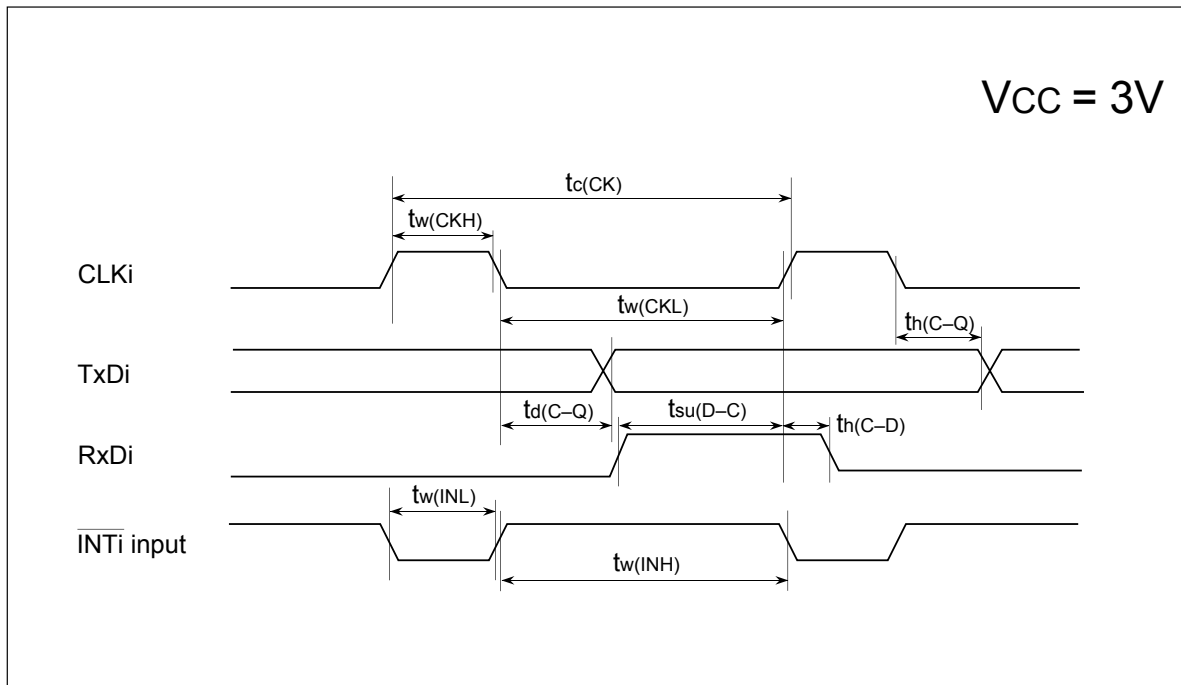 VCC = 3V
tc(CK)
tw(CKH)
CLKi
tw(CKL)
th(C–Q)
TxDi
td(C–Q)
tsu(D–C)
th(C–D)
RxDi
tw(INL)
INTi input
tw(INH)